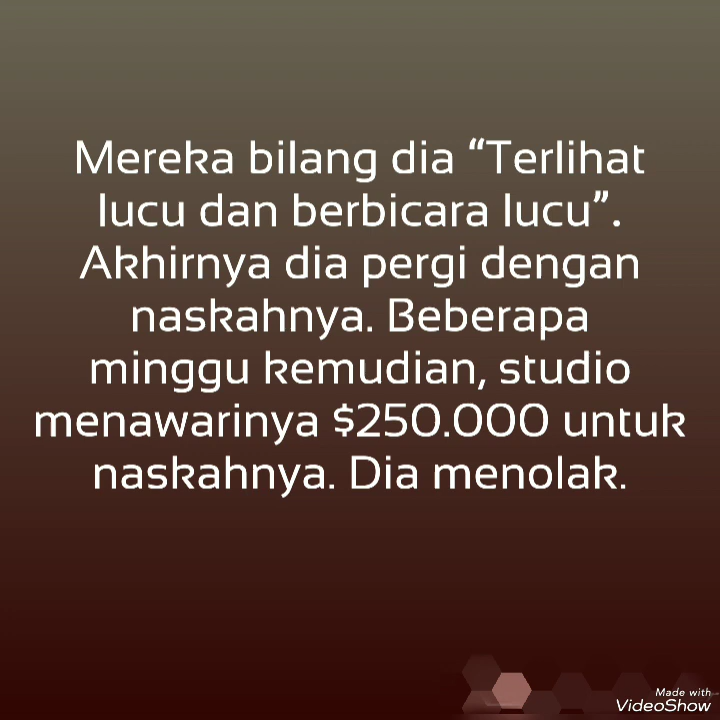 Mereka bilang dia “Terlihat
lucu dan berbicara lucu”.
Akhirnya dia pergi dengan
naskahnya. Beberapa
minggu kemudian, studio
menawarinya $250.000 untuk
naskahnya. Dia menolak.
Made with
VideoShow